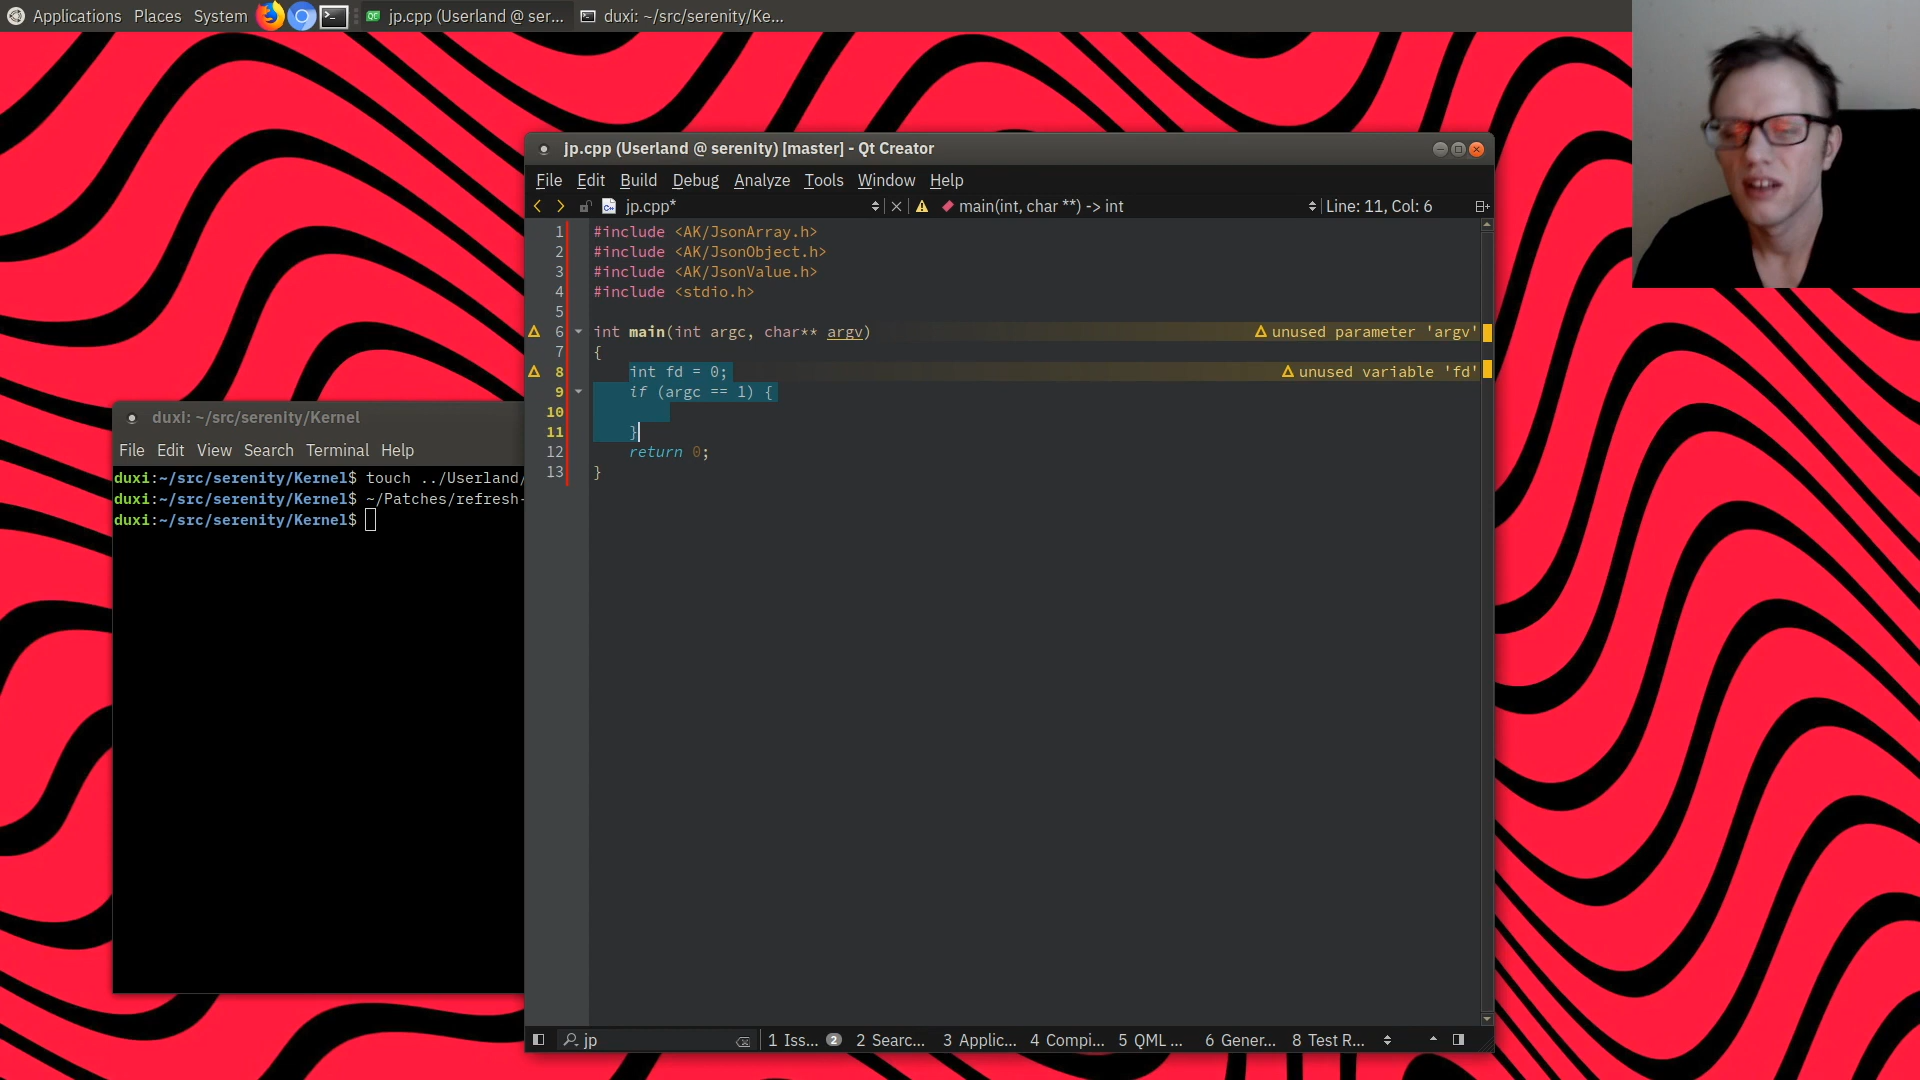 Applications Places System jp.cpp (Userland @ ser... duxi: ~/src/serenity/Ke...
jp.cpp (Userland @ serenity) [master] - Qt Creator
File Edit Build Debug Analyze Tools Window Help
jp.cpp* main(int, char **) -> int Line: 11, Col: 6
1 #include <AK/JsonArray.h>
2 #include <AK/JsonObject.h>
3 #include <AK/JsonValue.h>
4 #include <stdio.h>
5
6 int main(int argc, char** argv) unused parameter 'argv'
7 {
8 int fd = 0; unused variable 'fd'
9 if (argc == 1) {
10
11 }
12 return 0;
13 }
duxi: ~/src/serenity/Kernel
File Edit View Search Terminal Help
duxi:~/src/serenity/Kernel$ touch ../Userland/
duxi:~/src/serenity/Kernel$ ~/Patches/refresh-
duxi:~/src/serenity/Kernel$
jp 1 Iss... 2 2 Searc... 3 Applic... 4 Compi... 5 QML ... 6 Gener... 8 Test R...